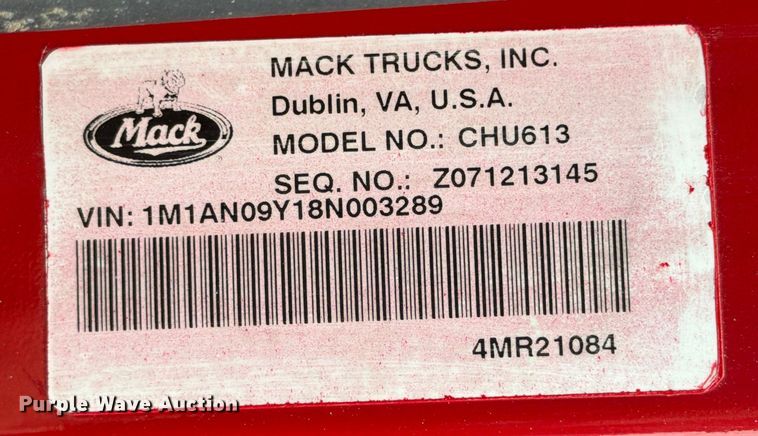 MACK TRUCKS, INC.
Dublin, VA, U.S.A.
Mack
MODEL NO.: CHU613
SEQ. NO.: Z071213145
VIN: 1M1AN09Y18N003289
4MR21084
Purple Wave Auction